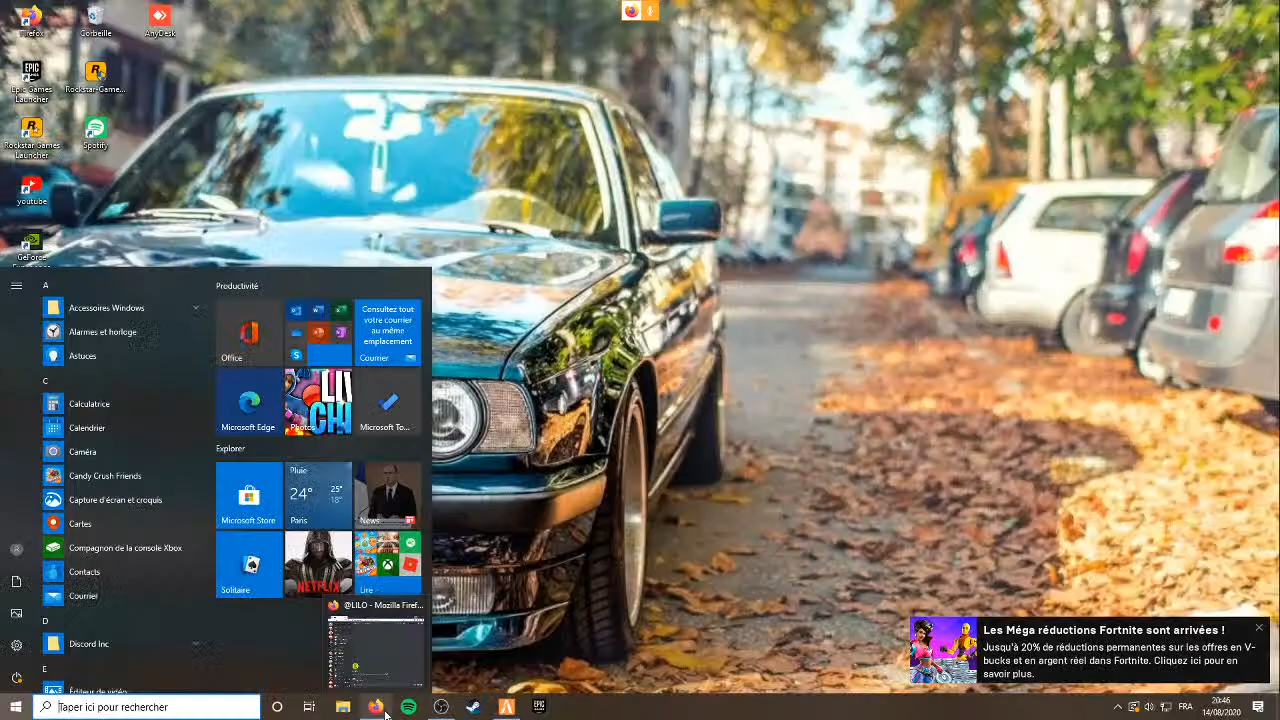 Firefox
Corbeille
AnyDesk
Epic Games
Launcher
Rockstar-Game...
Rockstar Games
Launcher
Spotify
youtube
GeForce
A
Accessoires Windows
Alarmes et horloge
Astuces
C
Calculatrice
Calendrier
Caméra
Candy Crush Friends
Capture d'écran et croquis
Cartes
Compagnon de la console Xbox
Contacts
Courrier
D
Discord Inc
E
Éditeur de vidéo
Productivité
Office
Consultez tout
votre courrier
au même
emplacement
Courrier
Microsoft Edge
Photos
Microsoft To...
Explorer
Microsoft Store
Pluie
24°
25°
18°
Paris
News
Solitaire
NETFLIX
Lire -
@LILO - Mozilla Firef...
Les Méga réductions Fortnite sont arrivées !
Jusqu'à 20% de réductions permanentes sur les offres en V-
bucks et en argent réel dans Fortnite. Cliquez ici pour en
savoir plus.
Taper ici pour rechercher
FRA
20:46
14/08/2020